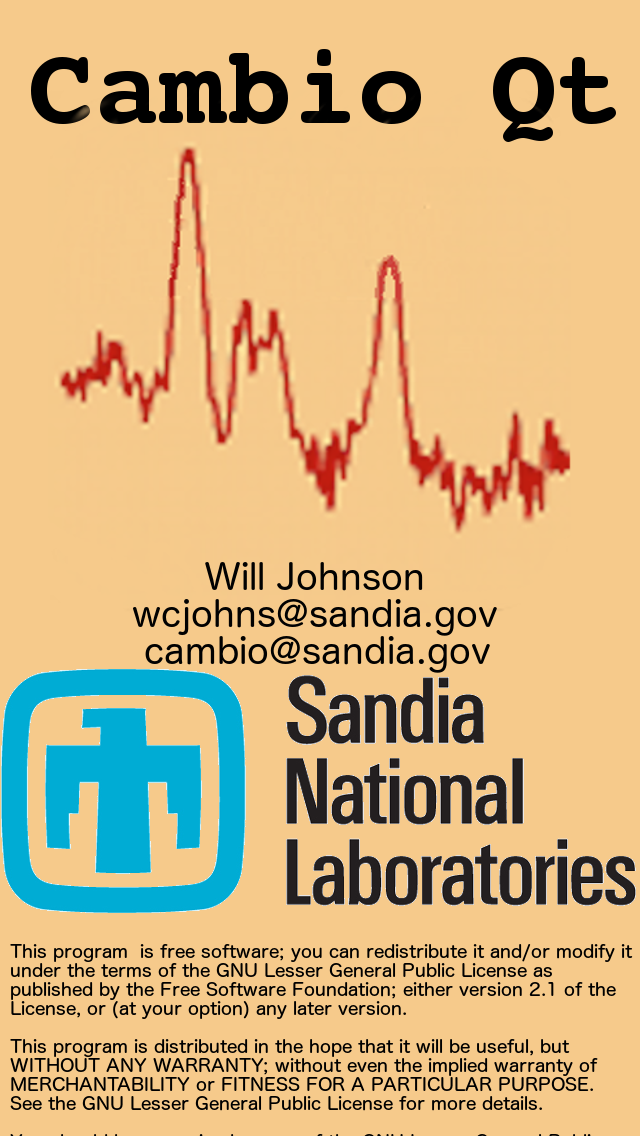 Cambio Qt
Will Johnson
wcjohns@sandia.gov
cambio@sandia.gov
Sandia
National
Laboratories
This program  is free software; you can redistribute it and/or modify it
under the terms of the GNU Lesser General Public License as
published by the Free Software Foundation; either version 2.1 of the
License, or (at your option) any later version.
This program is distributed in the hope that it will be useful, but
WITHOUT ANY WARRANTY; without even the implied warranty of
MERCHANTABILITY or FITNESS FOR A PARTICULAR PURPOSE.
See the GNU Lesser General Public License for more details.